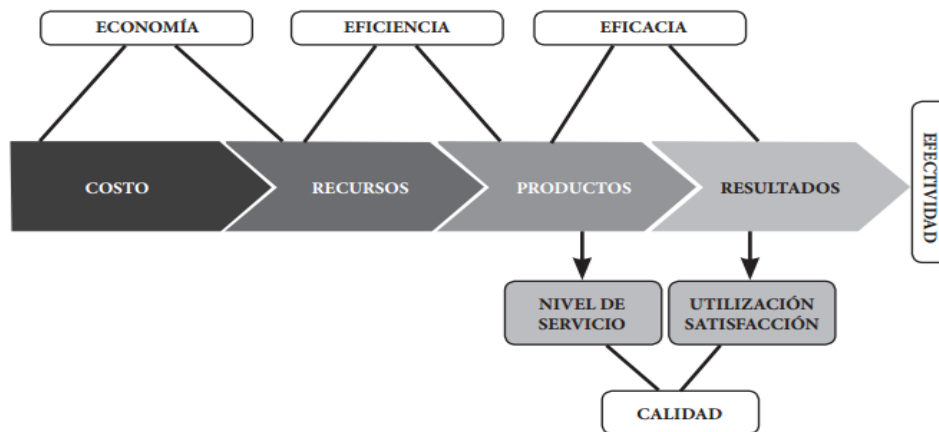 ECONOMÍA
EFICIENCIA
EFICACIA
COSTO
RECURSOS
PRODUCTOS
RESULTADOS
EFECTIVIDAD
NIVEL DE
SERVICIO
UTILIZACIÓN
SATISFACCIÓN
CALIDAD